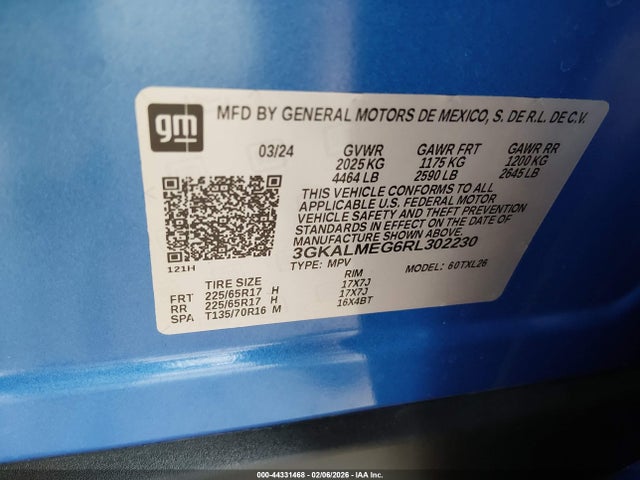 gm
MFD BY GENERAL MOTORS DE MEXICO, S. DE R.L. DE C.V.
03/24 GVWR GAWR FRT GAWR RR
2025 KG 1175 KG 1200 KG
4464 LB 2590 LB 2645 LB
THIS VEHICLE CONFORMS TO ALL
APPLICABLE U.S. FEDERAL MOTOR
VEHICLE SAFETY AND THEFT PREVENTION
STANDARDS IN EFFECT ON THE DATE OF
MANUFACTURE SHOWN ABOVE.
3GKALMEG6RL302230
TYPE: MPV MODEL: 60TXL26
121H
TIRE SIZE RIM
FRT 225/65R17 H 17X7J
RR 225/65R17 H 17X7J
SPA T135/70R16 M 16X4BT
000-44331468 | 02/06/2026 | IAA Inc.